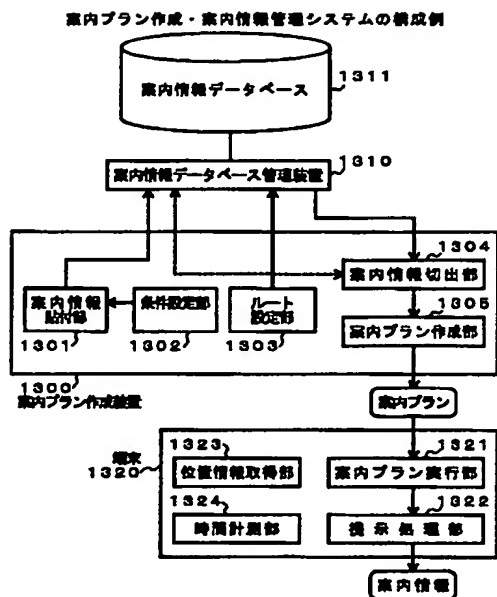 案内プラン作成・案内情報管理システムの構成例
案内情報データベース
1311
1310
案内情報データベース管理装置
1304
案内情報切出部
案内情報
貼付部
条件設定部
ルート
設定部
1305
1301
1302
1303
案内プラン作成部
1300
案内プラン作成装置
案内プラン
1323
1321
端末
1320
位置情報取得部
案内プラン実行部
1324
1322
時間計測部
提示処理部
案内情報